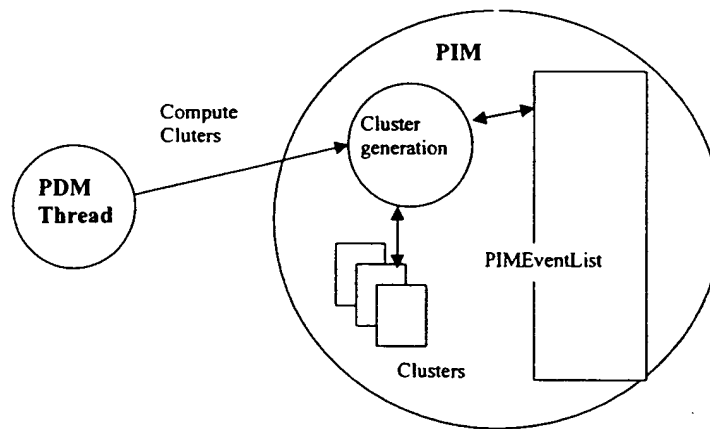 PIM
Compute
Cluters
Cluster
generation
PDM
Thread
PIMEventList
Clusters